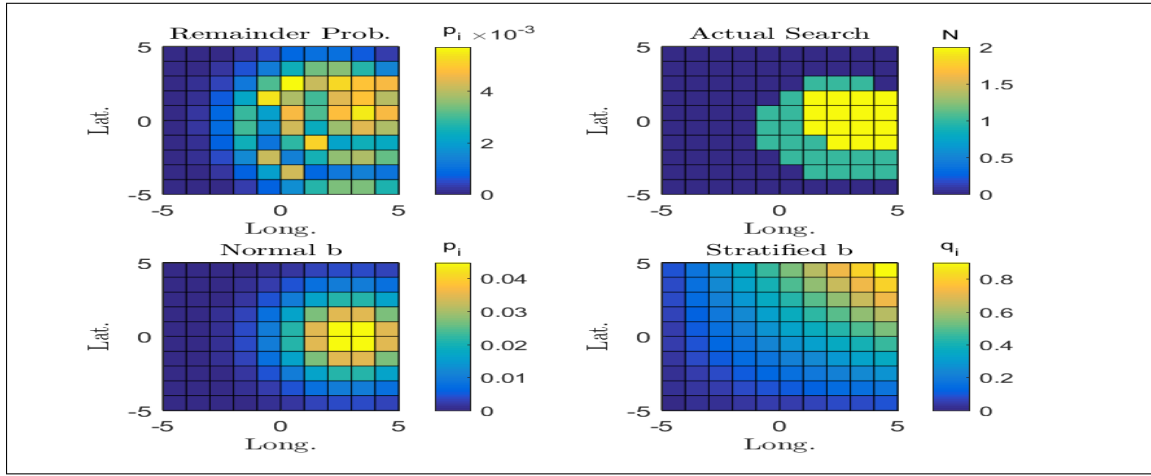 Remainder Prob.
p_i ×10^-3
5
0
-5
Lat.
-5 0 5
Long.
4
2
0
Actual Search
N
5
0
-5
Lat.
-5 0 5
Long.
2
1.5
1
0.5
0
Normal b
p_i
5
0
-5
Lat.
-5 0 5
Long.
0.04
0.03
0.02
0.01
0
Stratified b
q_i
5
0
-5
Lat.
-5 0 5
Long.
0.8
0.6
0.4
0.2
0